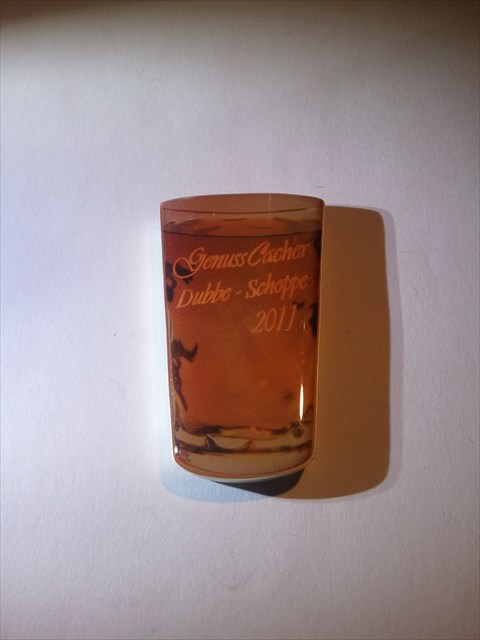 GenussCacher
Dubbe - Schoppe
2011